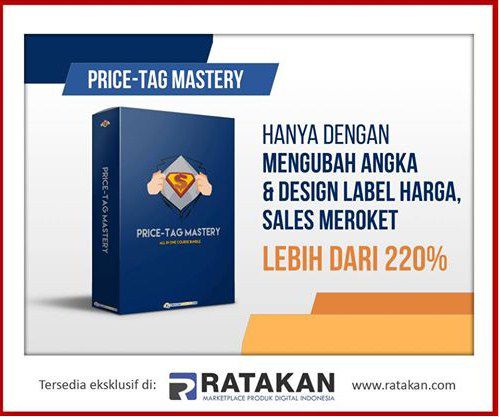 PRICE-TAG MASTERY
PRICE-TAG MASTERY
S
PRICE-TAG MASTERY
ALL IN ONE COURSE BUNDLE
HANYA DENGAN
MENGUBAH ANGKA
& DESIGN LABEL HARGA,
SALES MEROKET
LEBIH DARI 220%
Tersedia eksklusif di:
RATAKAN
MARKETPLACE PRODUK DIGITAL INDONESIA
www.ratakan.com